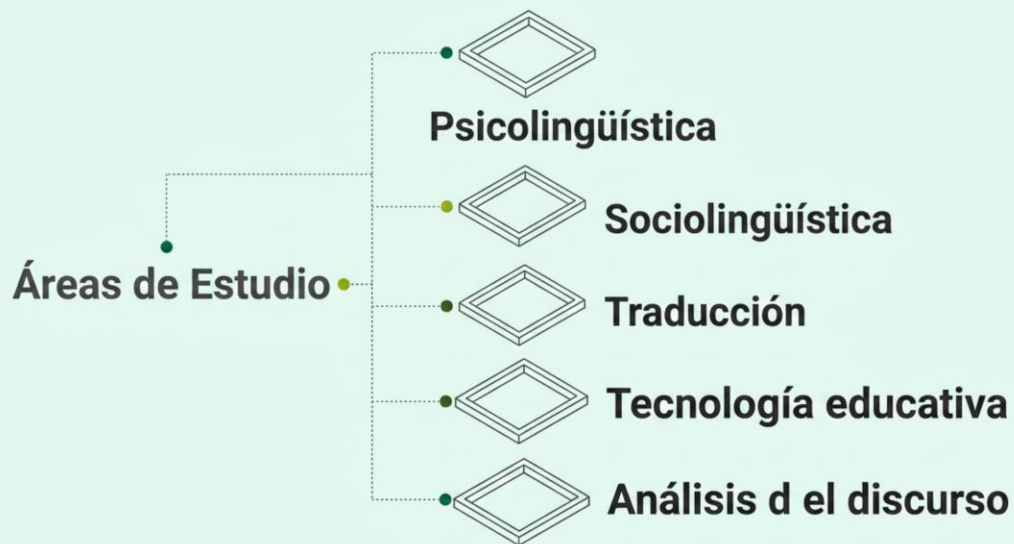 Psicolingüística
Sociolingüística
Áreas de Estudio
Traducción
Tecnología educativa
Análisis d el discurso